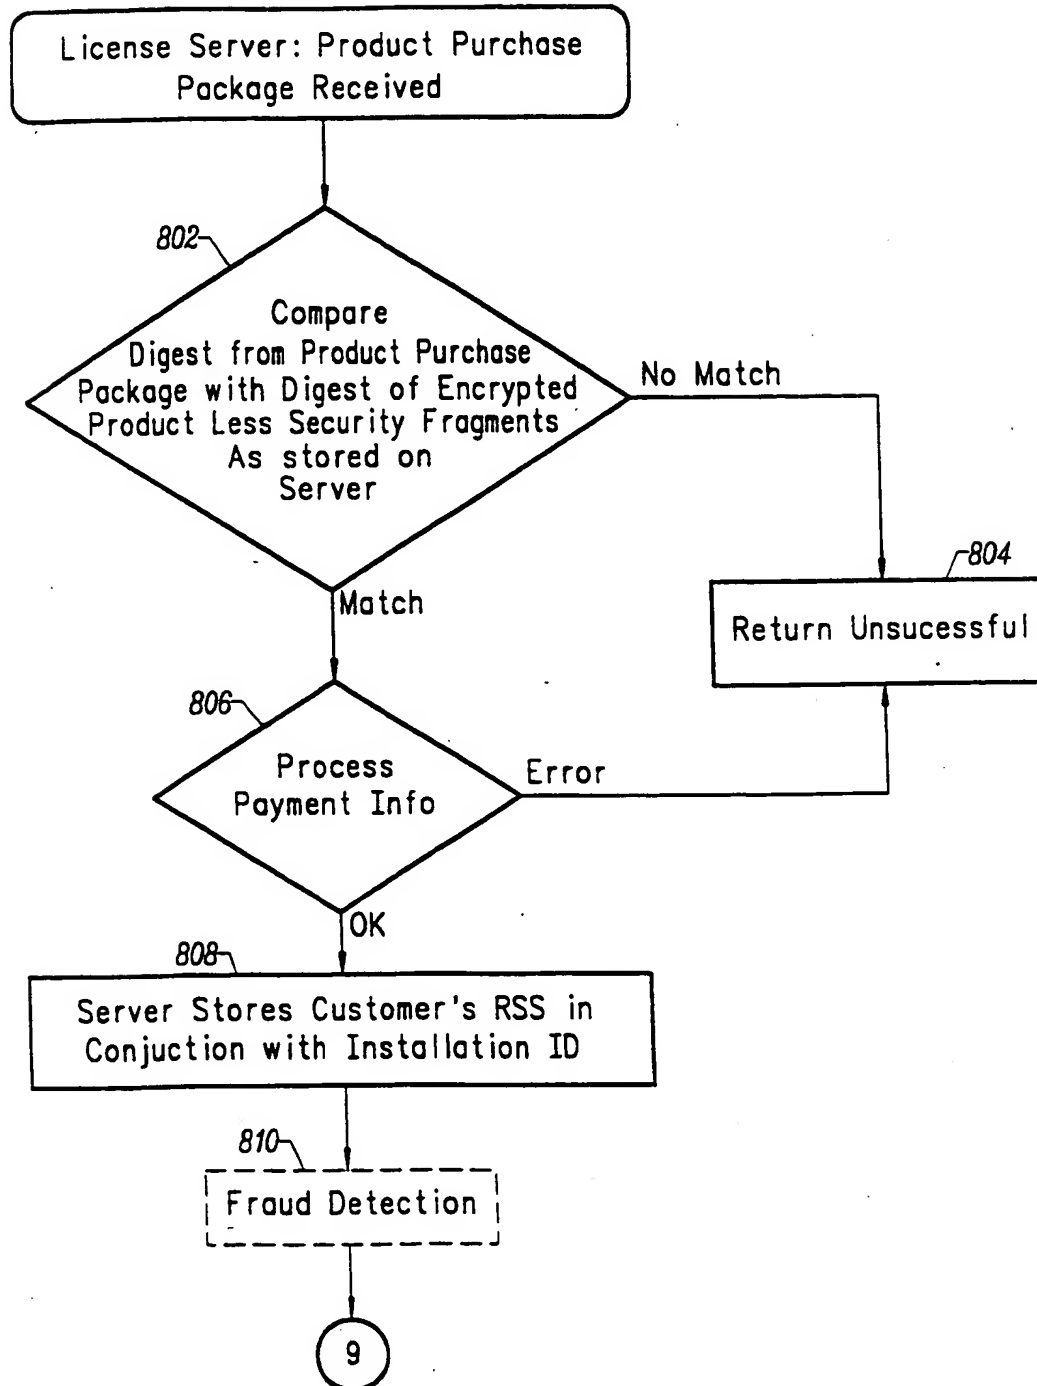 License Server: Product Purchase
Package Received
802
Compare
Digest from Product Purchase
Package with Digest of Encrypted
Product Less Security Fragments
As stored on
Server
No Match
804
Return Unsucessful
Match
806
Process
Payment Info
Error
OK
808
Server Stores Customer's RSS in
Conjuction with Installation ID
810
Fraud Detection
9